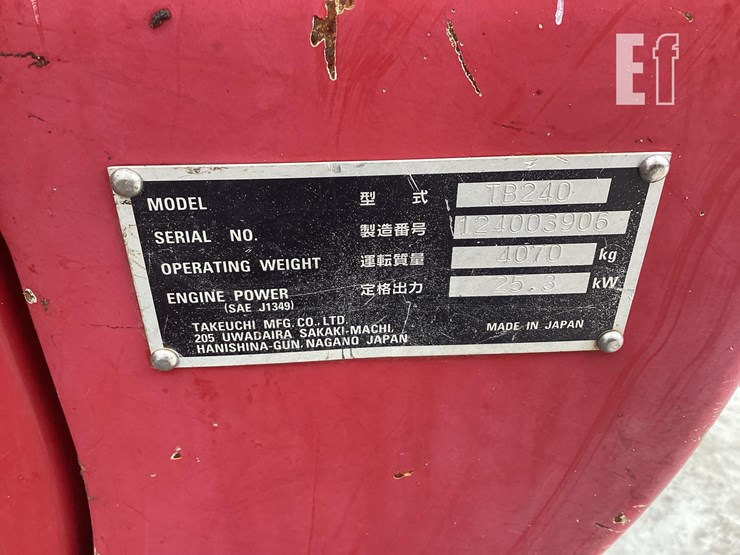 Ef
MODEL 型式 TB240
SERIAL NO. 製造番号 124003906
OPERATING WEIGHT 運転質量 4070 kg
ENGINE POWER 定格出力 25.3 kW
(SAE J1349)
TAKEUCHI MFG. CO., LTD.
205 UWADAIRA SAKAKI-MACHI, MADE IN JAPAN
HANISHINA-GUN, NAGANO JAPAN